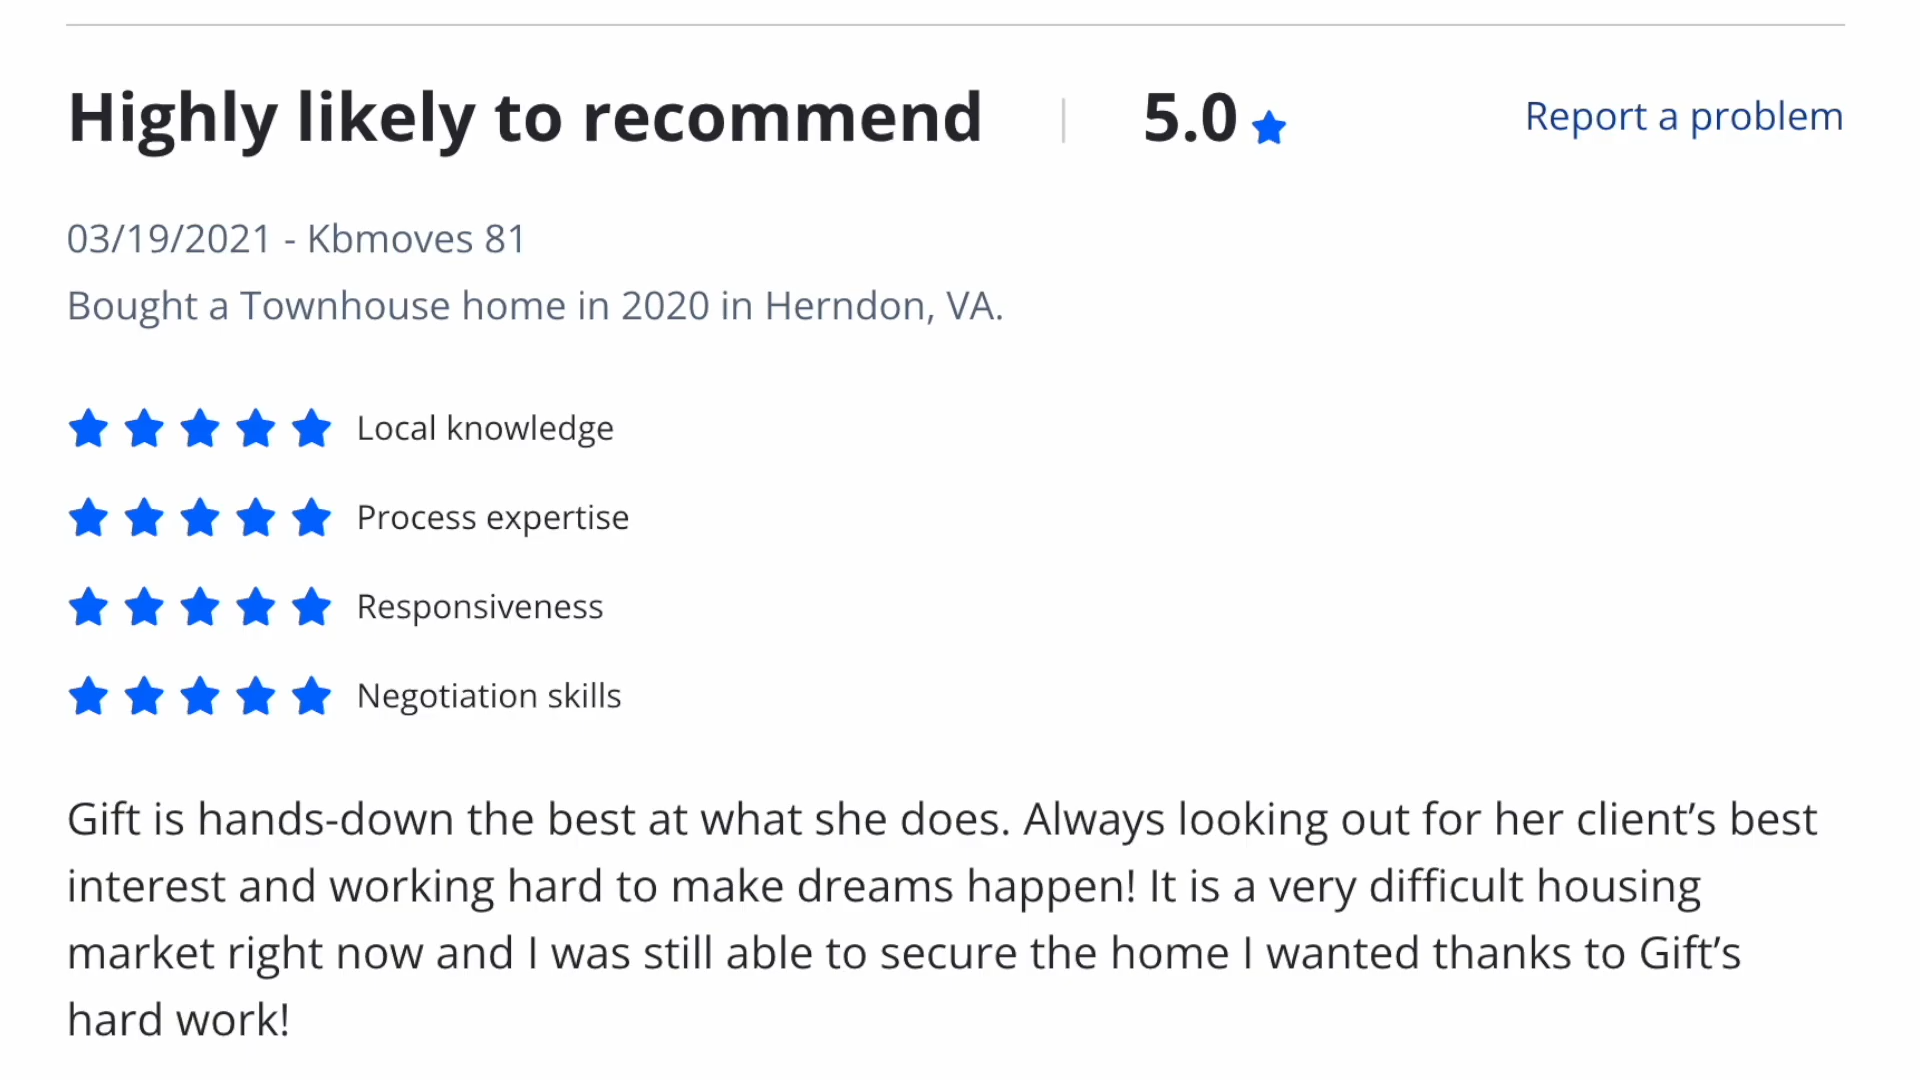 Highly likely to recommend | 5.0 Report a problem
03/19/2021 - Kbmoves 81
Bought a Townhouse home in 2020 in Herndon, VA.
Local knowledge
Process expertise
Responsiveness
Negotiation skills
Gift is hands-down the best at what she does. Always looking out for her client’s best
interest and working hard to make dreams happen! It is a very difficult housing
market right now and I was still able to secure the home I wanted thanks to Gift’s
hard work!